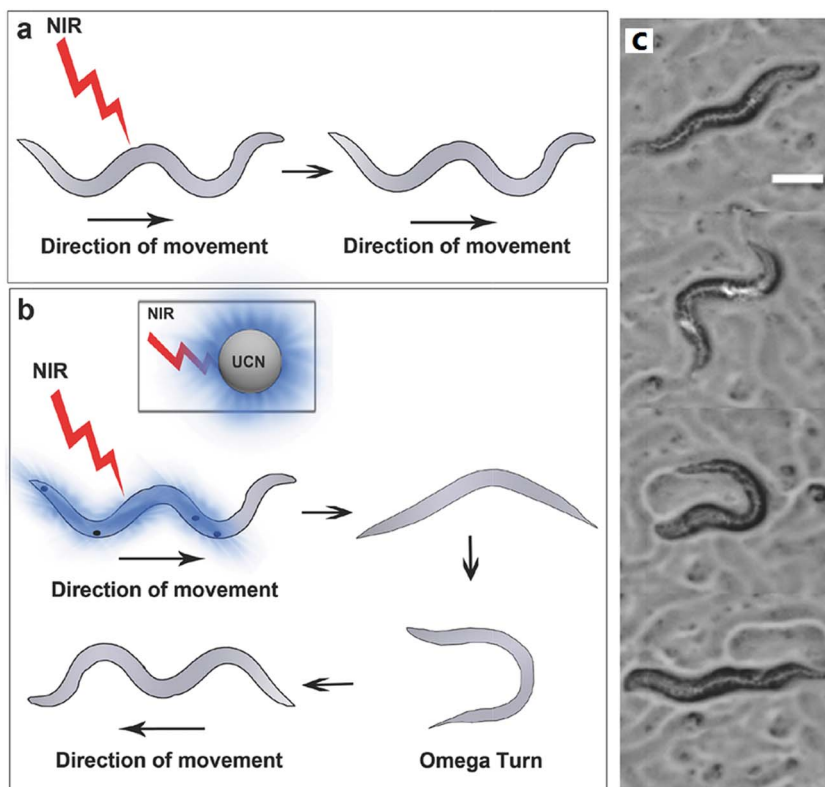 a
NIR
Direction of movement
Direction of movement
b
NIR
UCN
NIR
Direction of movement
Direction of movement
Omega Turn
c